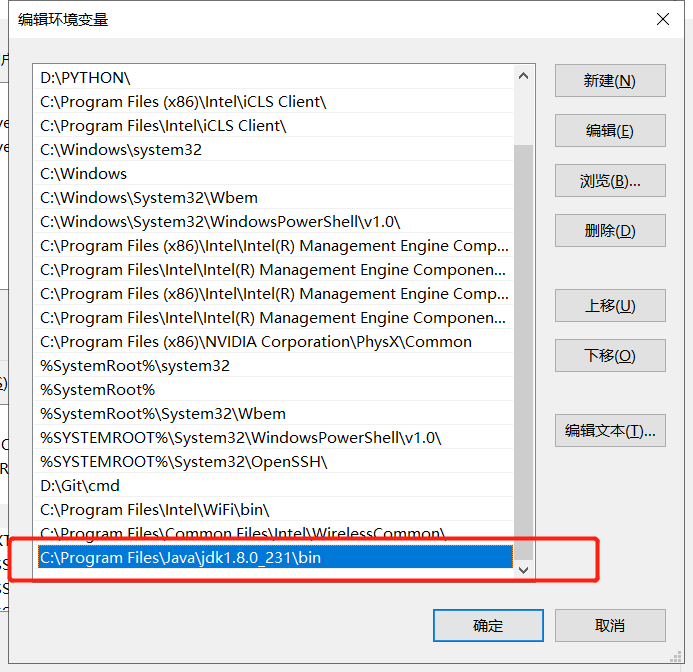 编辑环境变量
D:\PYTHON\
C:\Program Files (x86)\Intel\iCLS Client\
C:\Program Files\Intel\iCLS Client\
C:\Windows\system32
C:\Windows
C:\Windows\System32\Wbem
C:\Windows\System32\WindowsPowerShell\v1.0\
C:\Program Files (x86)\Intel\Intel(R) Management Engine Comp...
C:\Program Files\Intel\Intel(R) Management Engine Componen...
C:\Program Files (x86)\Intel\Intel(R) Management Engine Comp...
C:\Program Files\Intel\Intel(R) Management Engine Componen...
C:\Program Files (x86)\NVIDIA Corporation\PhysX\Common
%SystemRoot%\system32
%SystemRoot%
%SystemRoot%\System32\Wbem
%SYSTEMROOT%\System32\WindowsPowerShell\v1.0\
%SYSTEMROOT%\System32\OpenSSH\
D:\Git\cmd
C:\Program Files\Intel\WiFi\bin\
C:\Program Files\Common Files\Intel\WirelessCommon\
C:\Program Files\Java\jdk1.8.0_231\bin
新建(N)
编辑(E)
浏览(B)...
删除(D)
上移(U)
下移(O)
编辑文本(T)...
确定
取消